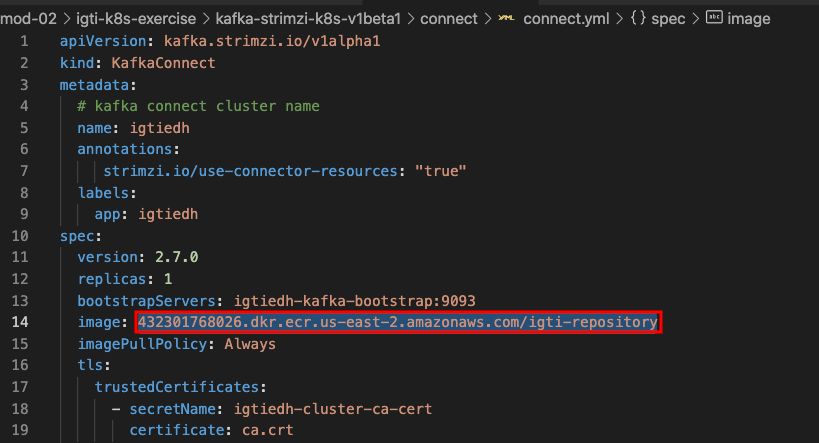 mod-02 > igti-k8s-exercise > kafka-strimzi-k8s-v1beta1 > connect > YAML connect.yml > {} spec > abc image
1 apiVersion: kafka.strimzi.io/v1alpha1
2 kind: KafkaConnect
3 metadata:
4 # kafka connect cluster name
5 name: igtiedh
6 annotations:
7 strimzi.io/use-connector-resources: "true"
8 labels:
9 app: igtiedh
10 spec:
11 version: 2.7.0
12 replicas: 1
13 bootstrapServers: igtiedh-kafka-bootstrap:9093
14 image: 432301768026.dkr.ecr.us-east-2.amazonaws.com/igti-repository
15 imagePullPolicy: Always
16 tls:
17 trustedCertificates:
18 - secretName: igtiedh-cluster-ca-cert
19 certificate: ca.crt